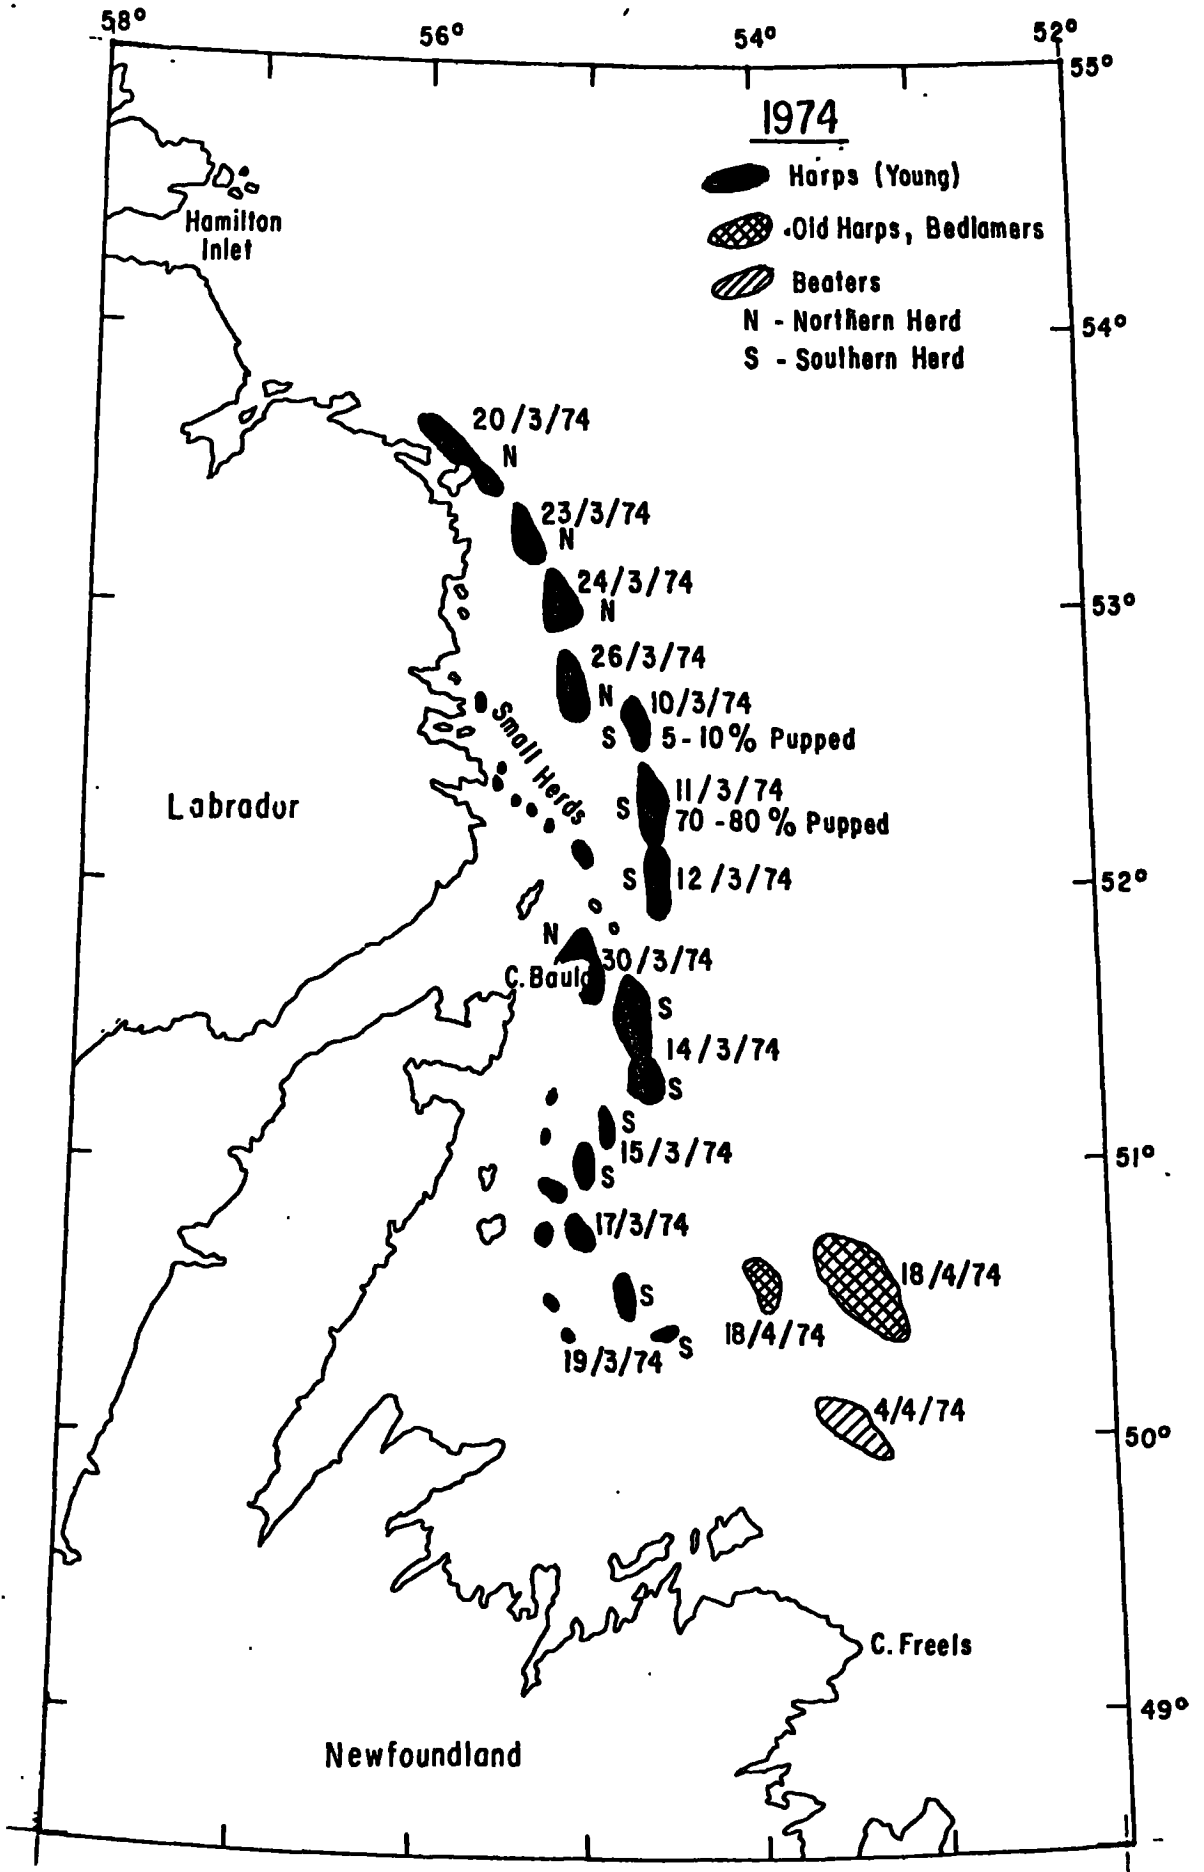 58°
56°
54°
52°
55°
1974
Harps (Young)
Old Harps, Bedlamers
Beaters
N - Northern Herd
S - Southern Herd
54°
Hamilton
Inlet
20/3/74
N
23/3/74
N
24/3/74
N
53°
26/3/74
N
10/3/74
S
5-10% Pupped
Small Herds
11/3/74
S
70-80% Pupped
Labrador
S
12/3/74
52°
N
30/3/74
C. Bauld
S
14/3/74
S
S
15/3/74
51°
S
17/3/74
18/4/74
S
18/4/74
S
19/3/74
4/4/74
50°
C. Freels
49°
Newfoundland